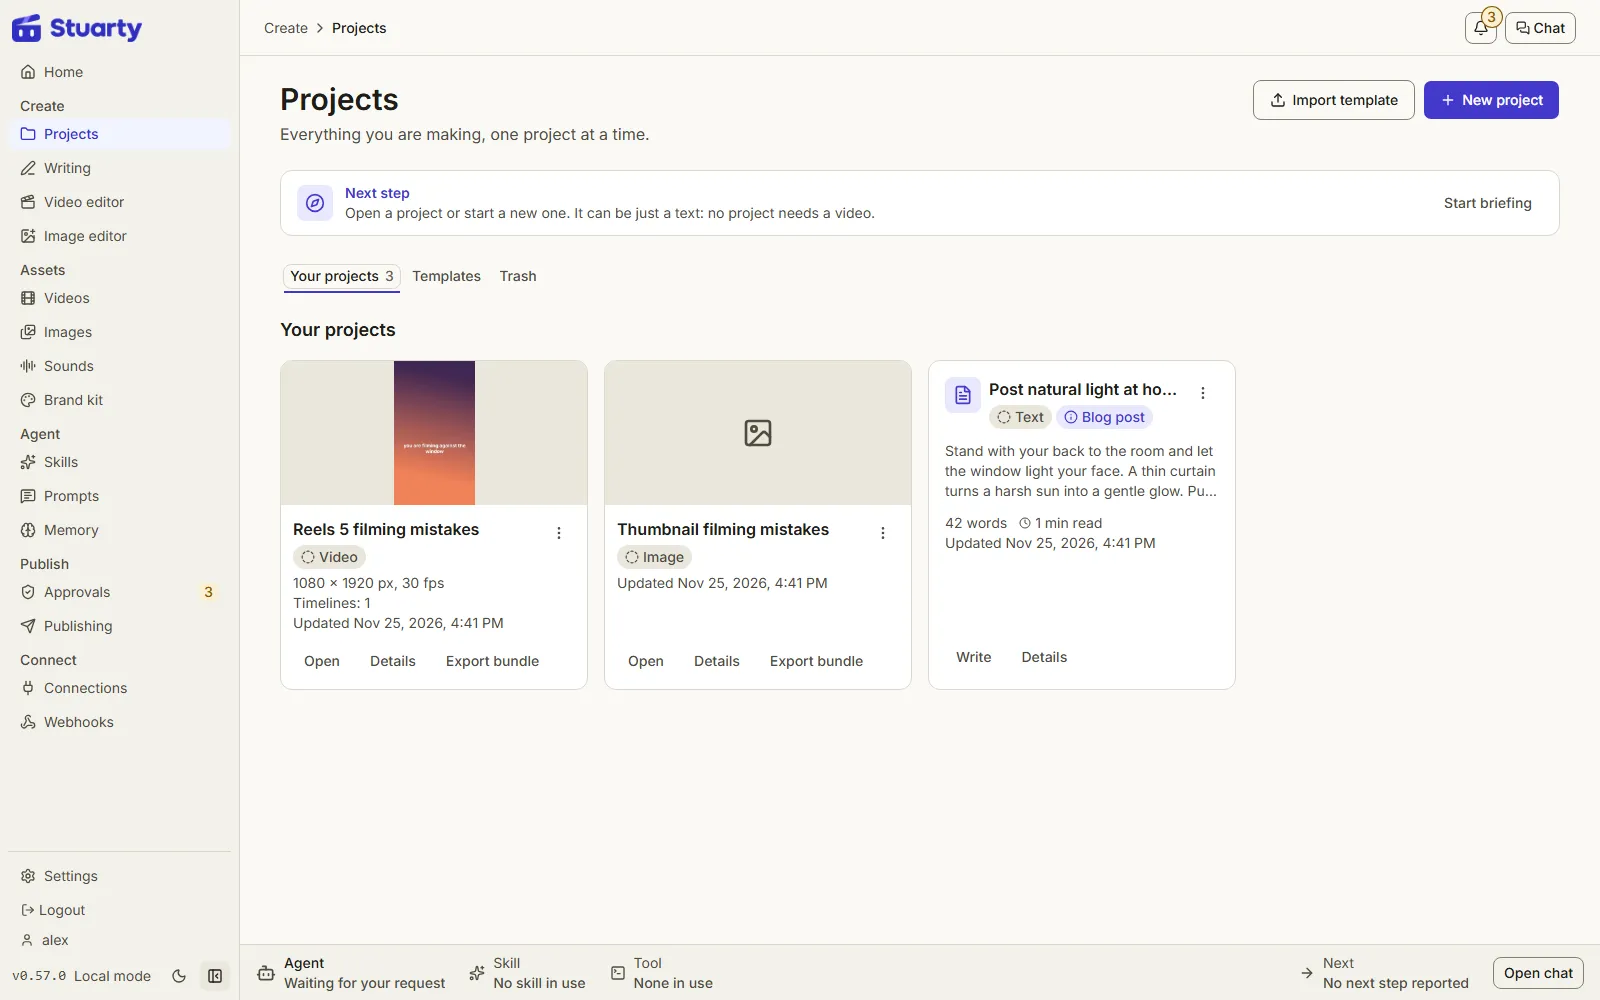 Stuarty
Home
Create
Projects
Writing
Video editor
Image editor
Assets
Videos
Images
Sounds
Brand kit
Agent
Skills
Prompts
Memory
Publish
Approvals 3
Publishing
Connect
Connections
Webhooks
Settings
Logout
alex
v0.57.0 Local mode
Create > Projects
3
Chat
Projects
Everything you are making, one project at a time.
Import template
+ New project
Next step
Open a project or start a new one. It can be just a text: no project needs a video.
Start briefing
Your projects 3 Templates Trash
Your projects
you are filming against the
window
Reels 5 filming mistakes
Video
1080 × 1920 px, 30 fps
Timelines: 1
Updated Nov 25, 2026, 4:41 PM
Open Details Export bundle
Thumbnail filming mistakes
Image
Updated Nov 25, 2026, 4:41 PM
Open Details Export bundle
Post natural light at ho...
Text Blog post
Stand with your back to the room and let
the window light your face. A thin curtain
turns a harsh sun into a gentle glow. Pu...
42 words 1 min read
Updated Nov 25, 2026, 4:41 PM
Write Details
Agent
Waiting for your request
Skill
No skill in use
Tool
None in use
Next
No next step reported
Open chat